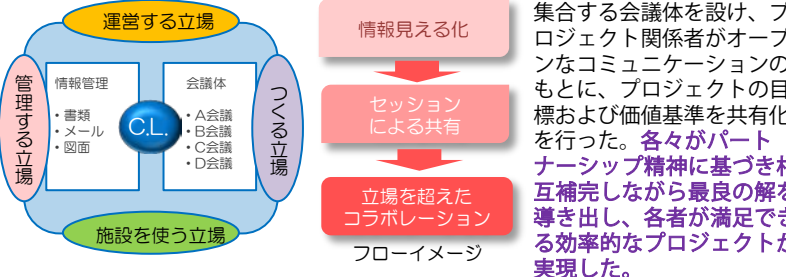 運営する立場
管理する立場
情報管理
・書類
・メール
・図面
C.L.
会議体
・A会議
・B会議
・C会議
・D会議
つくる立場
施設を使う立場
情報見える化
セッション
による共有
立場を超えた
コラボレーション
フローイメージ
集合する会議体を設け、プ
ロジェクト関係者がオープ
ンなコミュニケーションの
もとに、プロジェクトの目
標および価値基準を共有化
を行った。各々がパート
ナーシップ精神に基づき相
互補完しながら最良の解を
導き出し、各者が満足でき
る効率的なプロジェクトが
実現した。